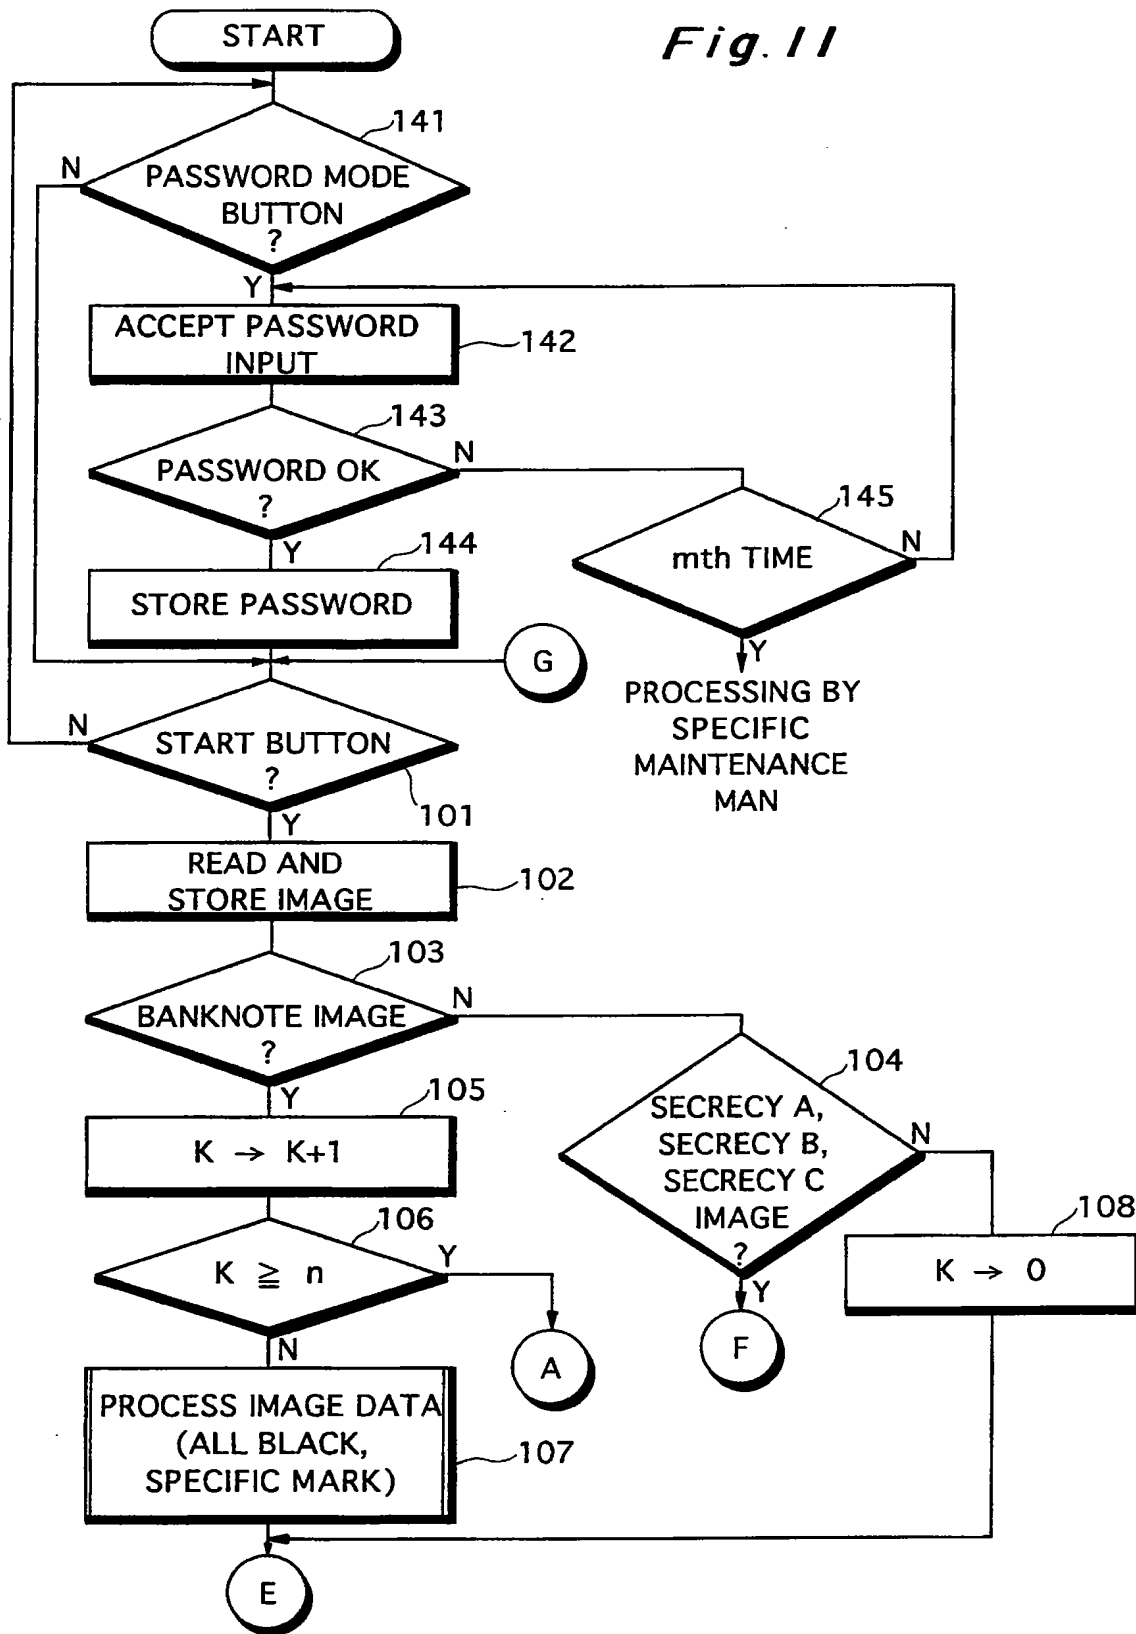 START
Fig. 11
141
N
PASSWORD MODE
BUTTON
?
Y
ACCEPT PASSWORD
INPUT
142
143
PASSWORD OK
?
N
Y
144
STORE PASSWORD
145
mth TIME
N
Y
PROCESSING BY
SPECIFIC
MAINTENANCE
MAN
G
N
START BUTTON
?
101
Y
READ AND
STORE IMAGE
102
103
BANKNOTE IMAGE
?
N
Y
105
K → K+1
104
SECRECY A,
SECRECY B,
SECRECY C
IMAGE
?
N
Y
106
K ≧ n
Y
N
108
K → 0
A
F
PROCESS IMAGE DATA
(ALL BLACK,
SPECIFIC MARK)
107
E